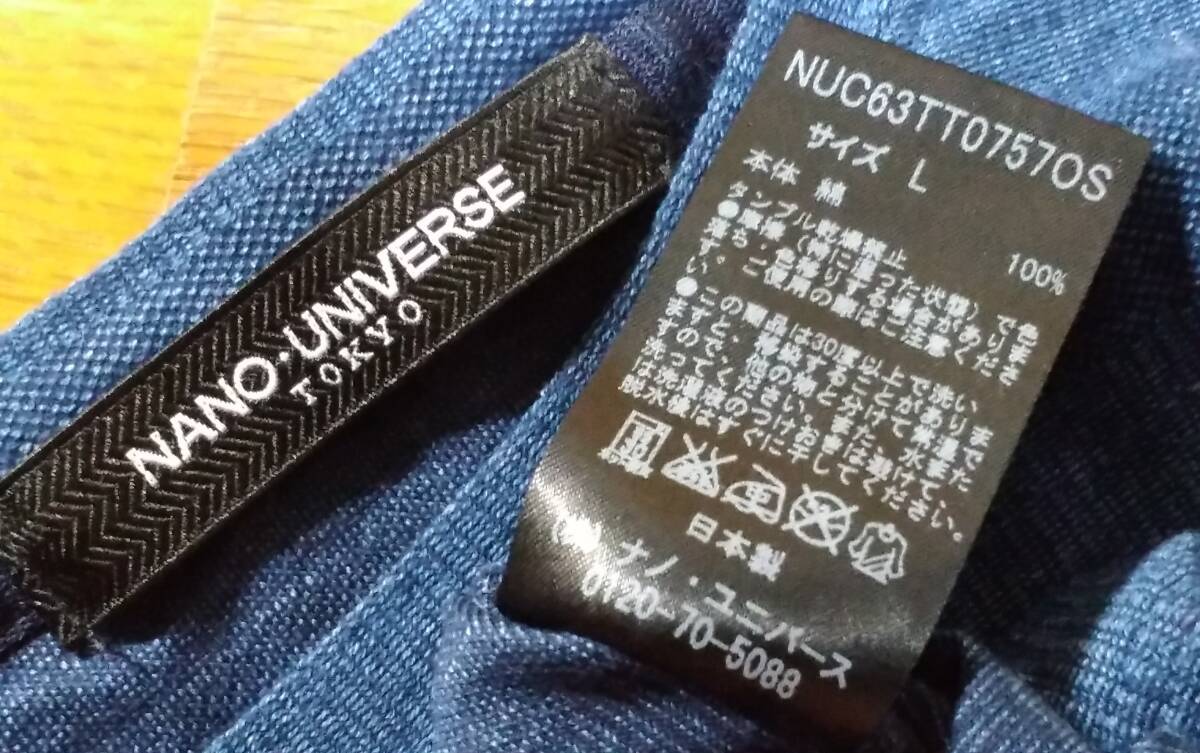 NANO・UNIVERSE
TOKYO
NUC63TT0757OS
サイズ L
本体 綿 100%
タンブル乾燥禁止
●摩擦(特に湿った状態)で色
落ち・色移りする場合がありま
す。ご使用の際はご注意くださ
い。
●この商品は30度以上で洗い
ますと、移染することがありま
すので、他の物と分けて常水で
洗ってください。また、水また
は洗濯液のつけおきは避けて、
脱水後はすぐに干してください。
日本製
(株)ナノ・ユニバース
0120-70-5088